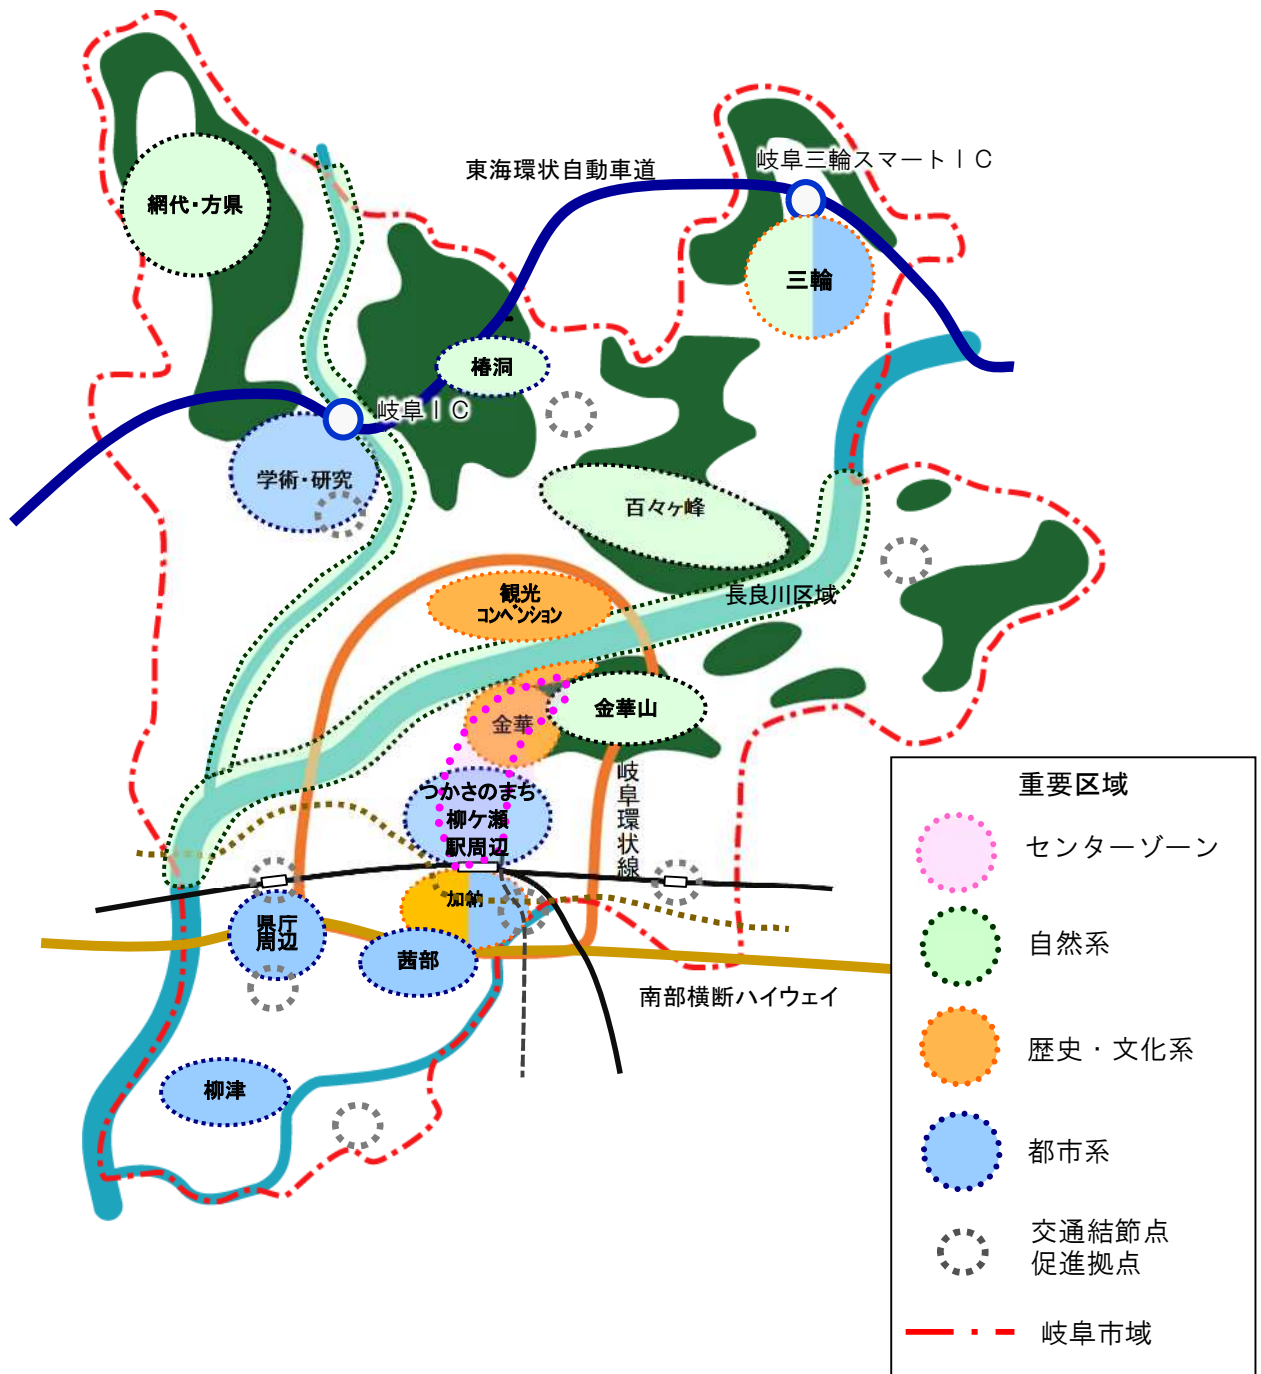 東海環状自動車道
岐阜三輪スマートＩＣ
網代・方県
三輪
椿洞
岐阜ＩＣ
学術・研究
百々ヶ峰
観光
コンベンション
長良川区域
金華
金華山
つかさのまち
柳ケ瀬
駅周辺
岐阜環状線
加納
県庁
周辺
茜部
南部横断ハイウェイ
柳津
重要区域
センターゾーン
自然系
歴史・文化系
都市系
交通結節点
促進拠点
岐阜市域